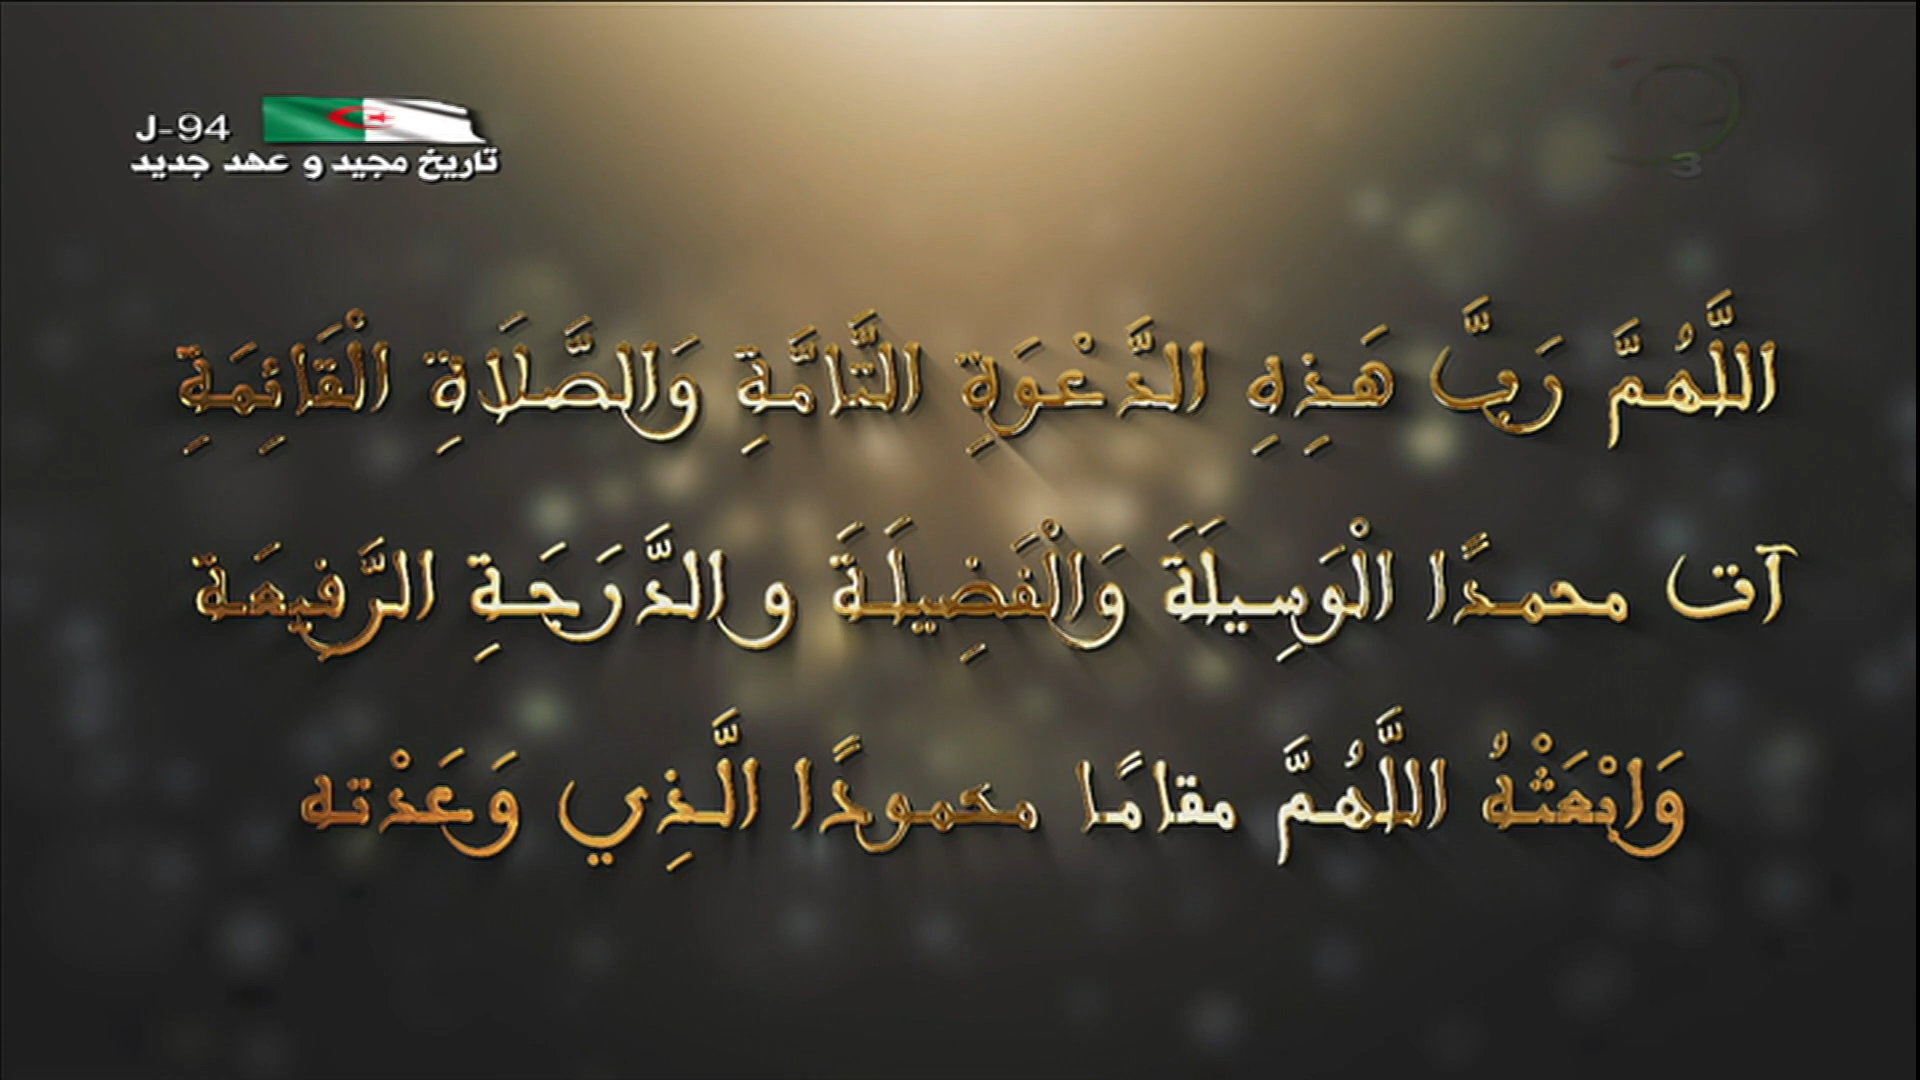 J-94
تاريخ مجيد و عهد جديد
3
اللَّهُمَّ رَبَّ هَذِهِ الدَّعْوَةِ التَّامَّةِ وَالصَّلَاةِ الْقَائِمَةِ
آت محمدًا الْوَسِيلَةَ وَالْفَضِيلَةَ و الدَّرَجَةِ الرَّفِيعَة
وَابْعَثْهُ اللَّهُمَّ مقامًا محمودًا الَّذِي وَعَدْته